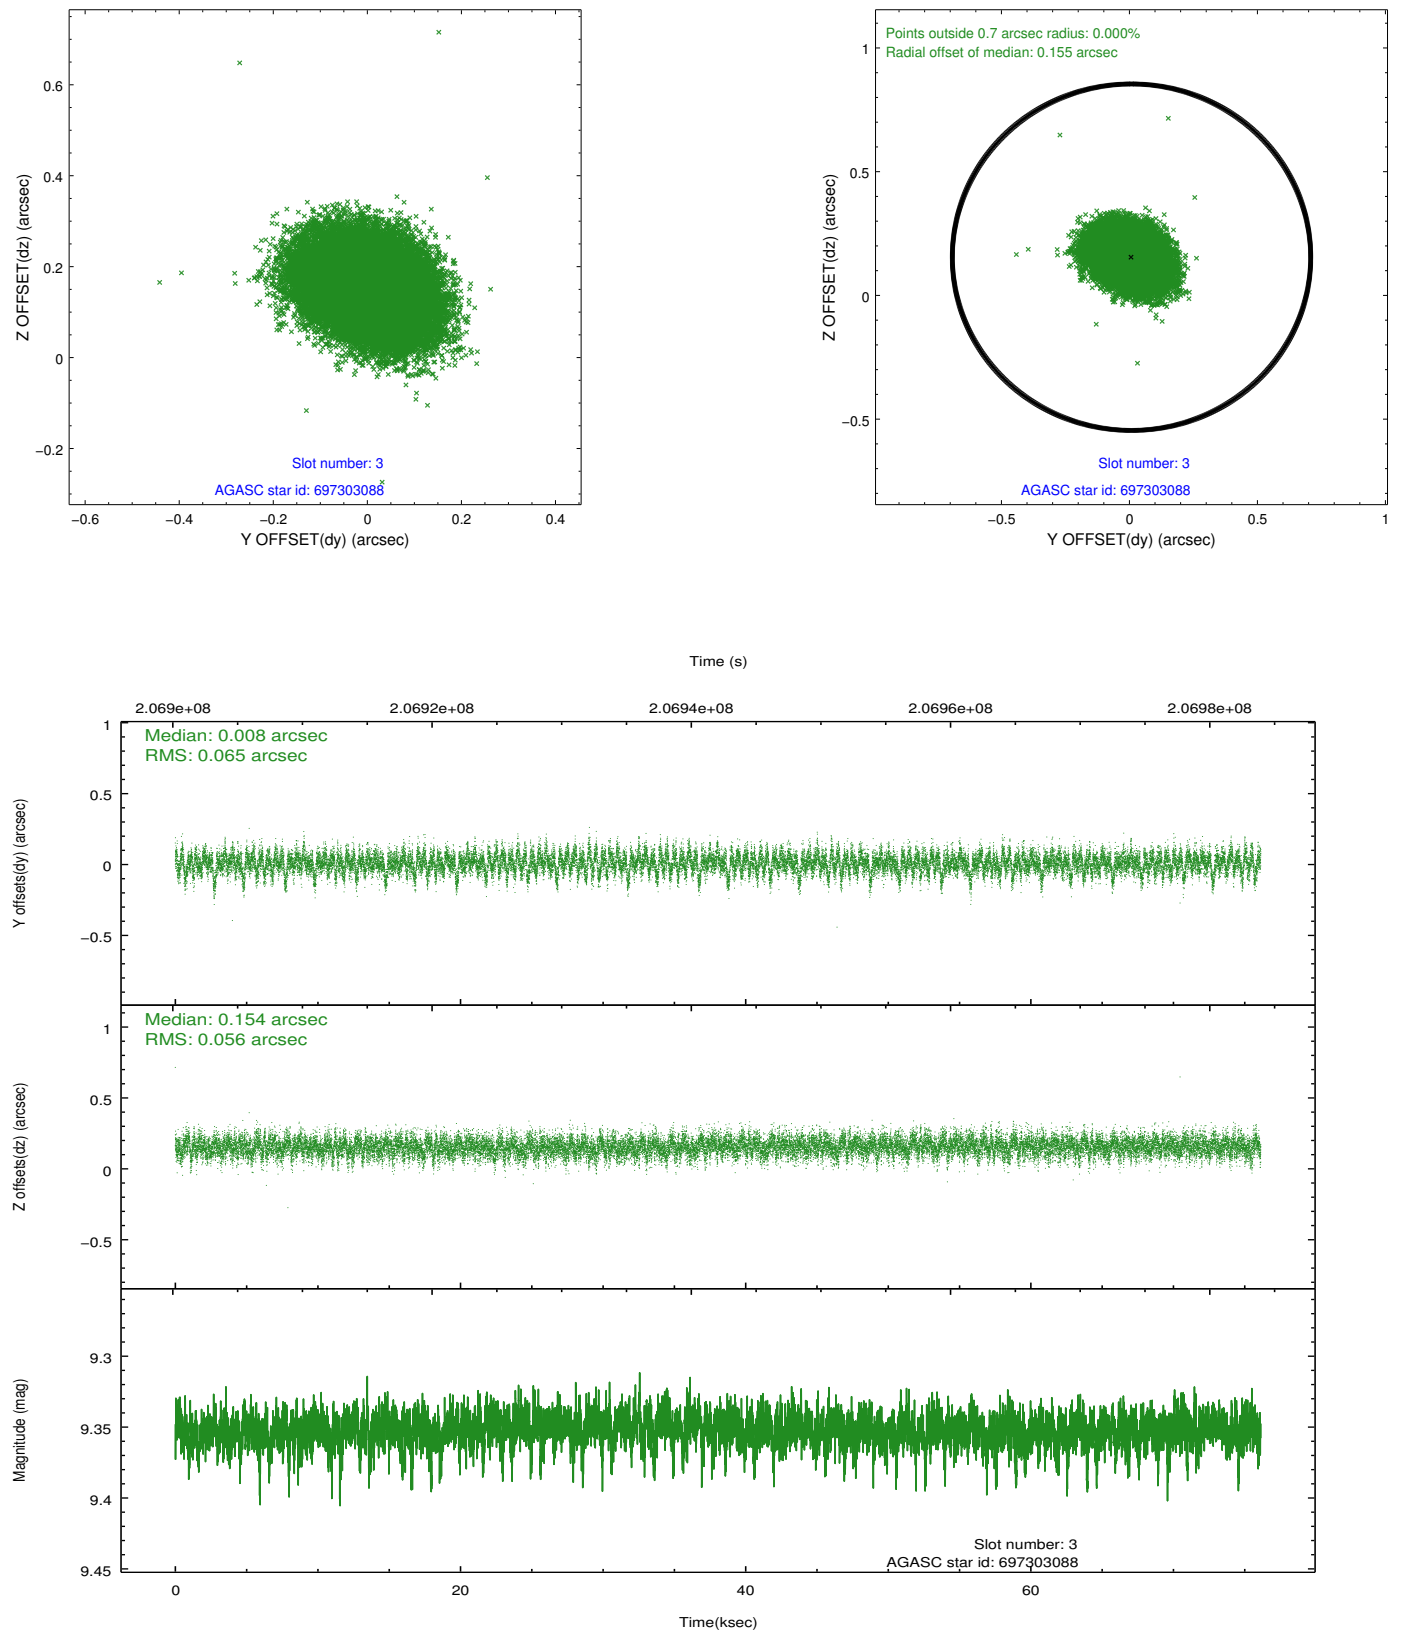 Points outside 0.7 arcsec radius: 0.000%
Radial offset of median: 0.155 arcsec
0.6
0.4
0.2
0
−0.2
Z OFFSET(dz) (arcsec)
Slot number: 3
AGASC star id: 697303088
−0.6 −0.4 −0.2 0 0.2 0.4
Y OFFSET(dy) (arcsec)
1
0.5
0
−0.5
Z OFFSET(dz) (arcsec)
Slot number: 3
AGASC star id: 697303088
−0.5 0 0.5 1
Y OFFSET(dy) (arcsec)
Time (s)
2.069e+08 2.0692e+08 2.0694e+08 2.0696e+08 2.0698e+08
Median: 0.008 arcsec
RMS: 0.065 arcsec
1
0.5
0
−0.5
Y offsets(dy) (arcsec)
Median: 0.154 arcsec
RMS: 0.056 arcsec
1
0.5
0
−0.5
Z offsets(dz) (arcsec)
9.3
9.35
9.4
9.45
Magnitude (mag)
Slot number: 3
AGASC star id: 697303088
0 20 40 60
Time(ksec)